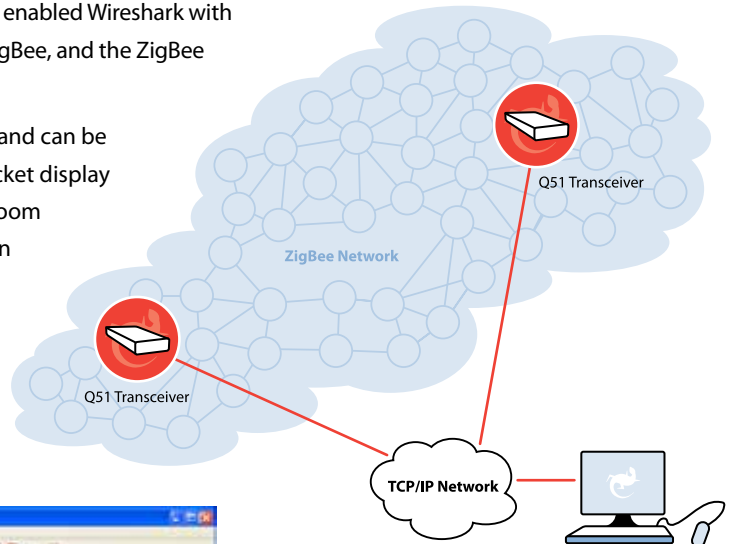 enabled Wireshark with
gBee, and the ZigBee
and can be
cket display
oom
n
Q51 Transceiver
ZigBee Network
Q51 Transceiver
TCP/IP Network